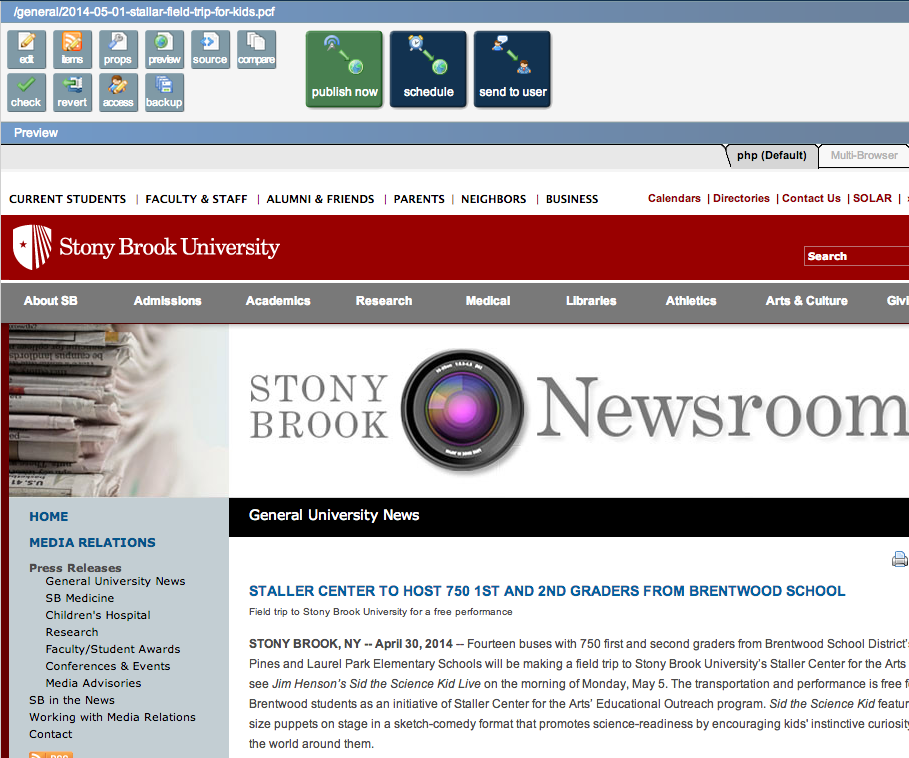 /general/2014-05-01-stallar-field-trip-for-kids.pcf
edit items props preview source compare
check revert access backup
publish now schedule send to user
Preview
php (Default) Multi-Browser
CURRENT STUDENTS | FACULTY & STAFF | ALUMNI & FRIENDS | PARENTS | NEIGHBORS | BUSINESS
Calendars | Directories | Contact Us | SOLAR |
Stony Brook University
Search
About SB Admissions Academics Research Medical Libraries Athletics Arts & Culture Givi
STONY
BROOK
Newsroom
General University News
HOME
MEDIA RELATIONS
Press Releases
General University News
SB Medicine
Children's Hospital
Research
Faculty/Student Awards
Conferences & Events
Media Advisories
SB in the News
Working with Media Relations
Contact
STALLER CENTER TO HOST 750 1ST AND 2ND GRADERS FROM BRENTWOOD SCHOOL
Field trip to Stony Brook University for a free performance
STONY BROOK, NY -- April 30, 2014 -- Fourteen buses with 750 first and second graders from Brentwood School District's
Pines and Laurel Park Elementary Schools will be making a field trip to Stony Brook University's Staller Center for the Arts
see Jim Henson's Sid the Science Kid Live on the morning of Monday, May 5. The transportation and performance is free f
Brentwood students as an initiative of Staller Center for the Arts' Educational Outreach program. Sid the Science Kid featur
size puppets on stage in a sketch-comedy format that promotes science-readiness by encouraging kids' instinctive curiosity
the world around them.